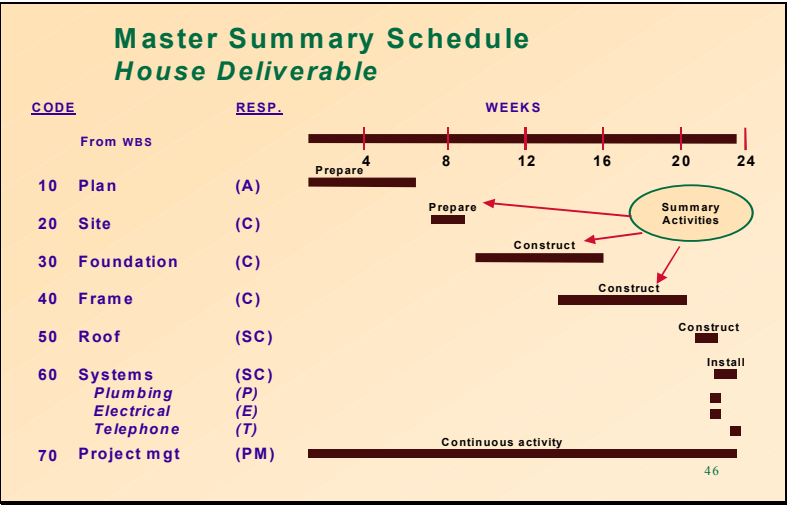 Master Summary Schedule
House Deliverable
CODE RESP. WEEKS
From WBS
4 8 12 16 20 24
Prepare
10 Plan (A)
Prepare
Summary
Activities
20 Site (C)
Construct
30 Foundation (C)
Construct
40 Frame (C)
Construct
50 Roof (SC)
Install
60 Systems (SC)
Plumbing (P)
Electrical (E)
Telephone (T)
Continuous activity
70 Project mgt (PM)
46